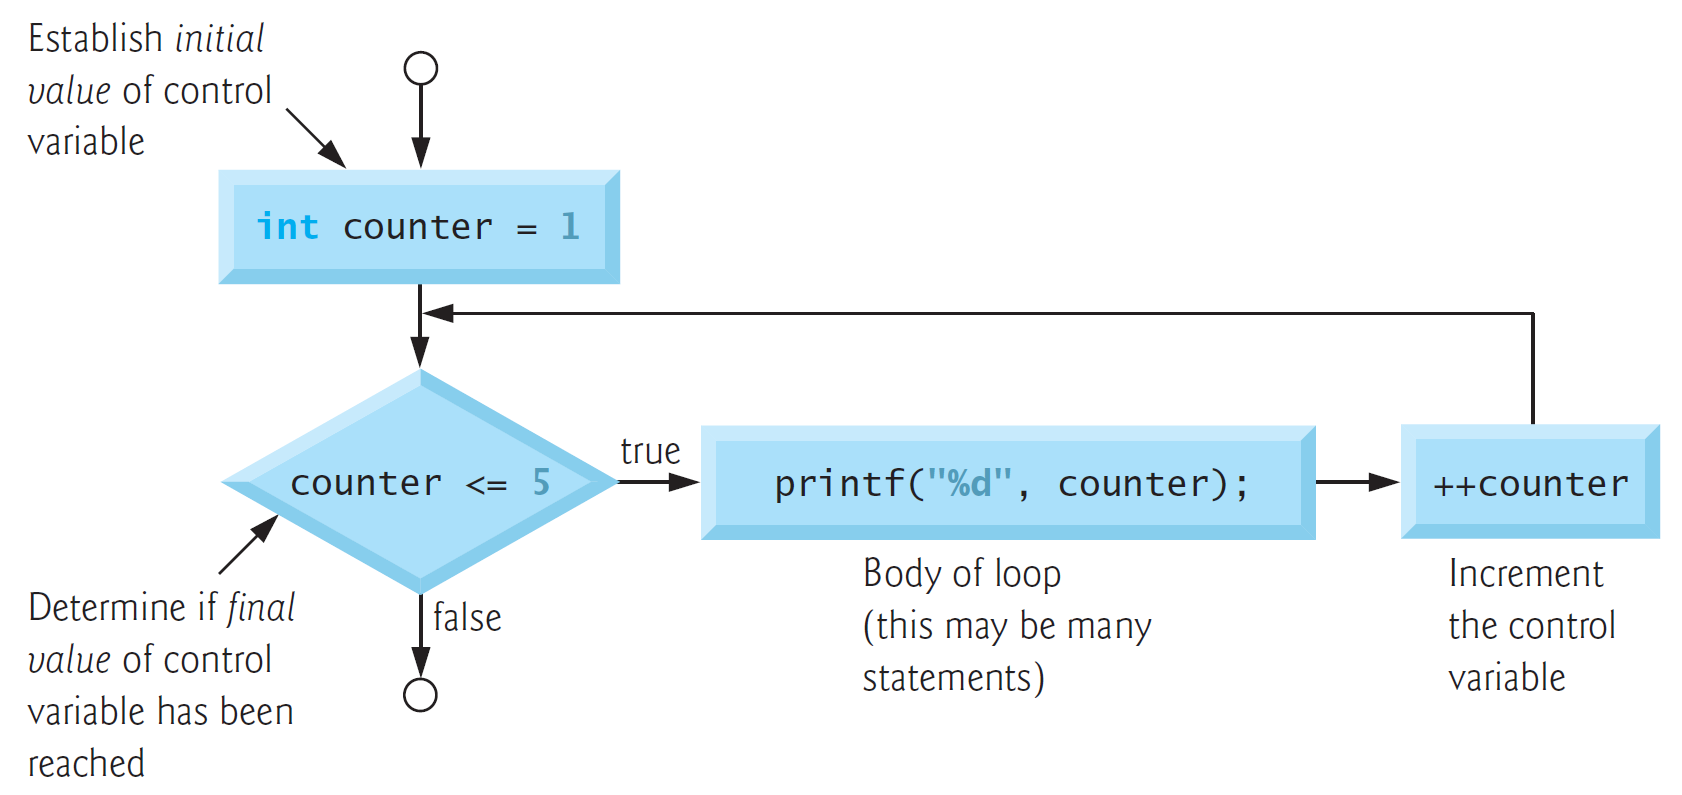 Establish initial
value of control
variable
int counter = 1
counter <= 5
true
printf("%d", counter);
++counter
false
Body of loop
(this may be many
statements)
Increment
the control
variable
Determine if final
value of control
variable has been
reached